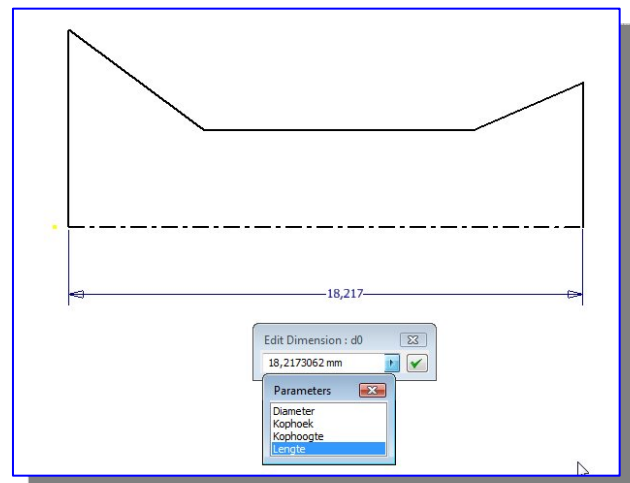 18,217
Edit Dimension : d0
18,2173062 mm
Parameters
Diameter
Kophoek
Kophoogte
Lengte